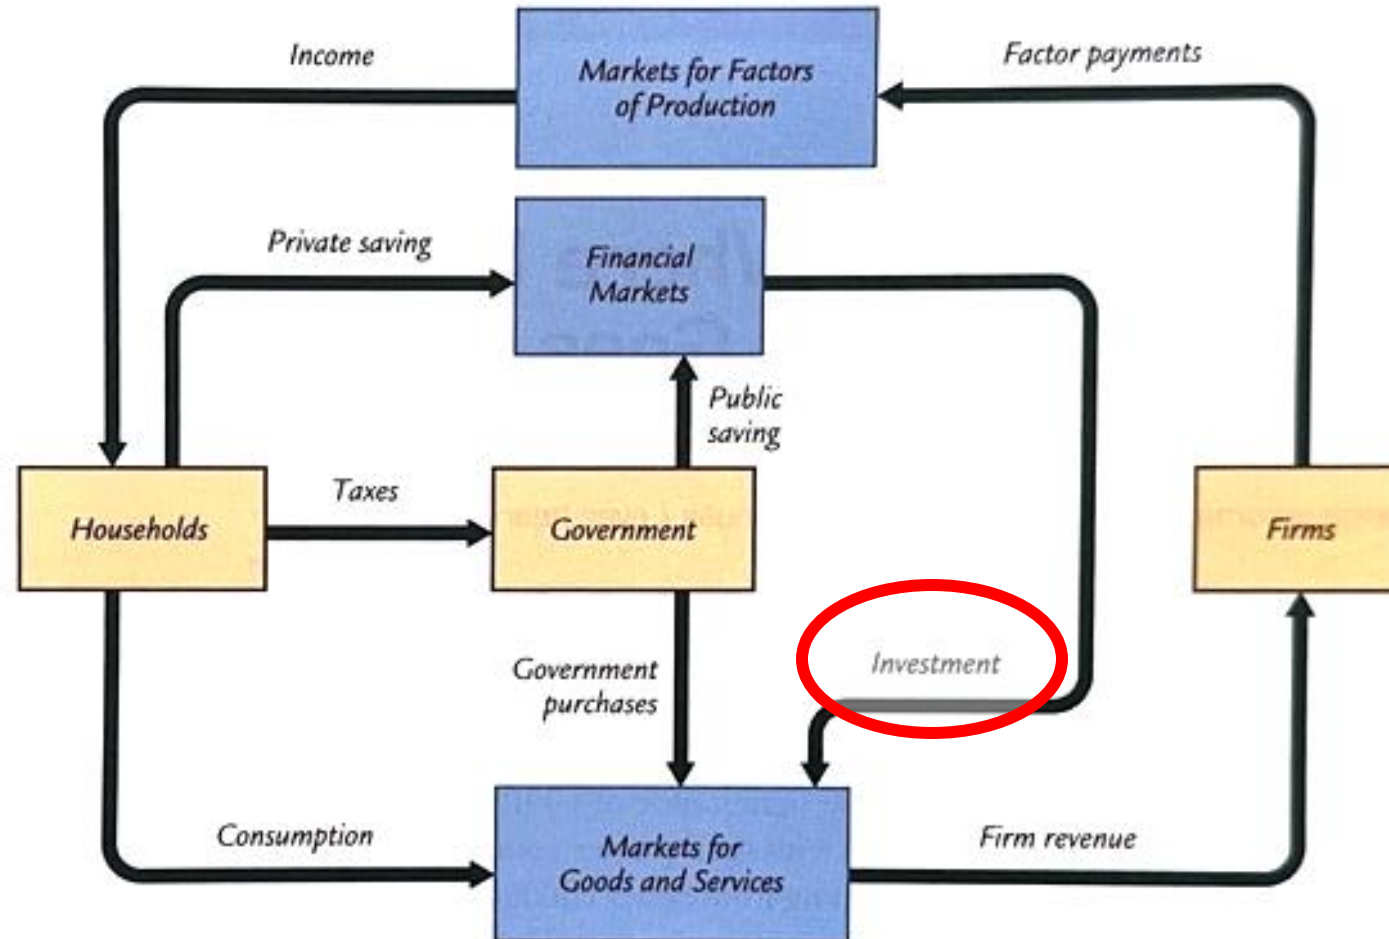 Income
Markets for Factors
of Production
Factor payments
Private saving
Financial
Markets
Public
saving
Households
Taxes
Government
Firms
Government
purchases
Investment
Consumption
Markets for
Goods and Services
Firm revenue